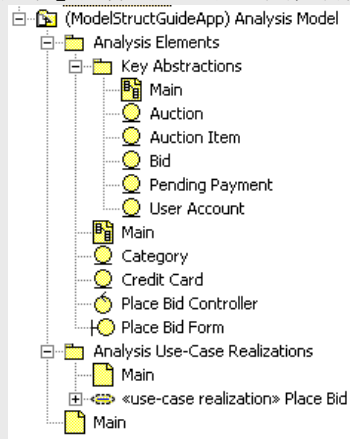 (ModelStructGuideApp) Analysis Model
Analysis Elements
Key Abstractions
Main
Auction
Auction Item
Bid
Pending Payment
User Account
Main
Category
Credit Card
Place Bid Controller
Place Bid Form
Analysis Use-Case Realizations
Main
«use-case realization» Place Bid
Main